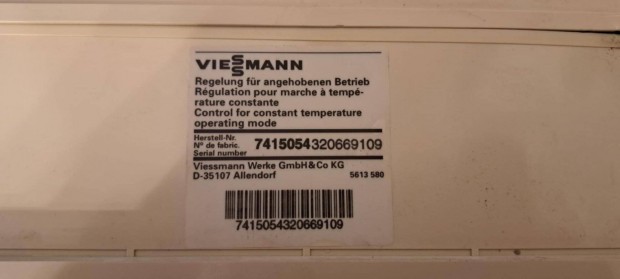 VIESSMANN
Regelung für angehobenen Betrieb
Régulation pour marche à tempé-
rature constante
Control for constant temperature
operating mode
Herstell-Nr.
N° de fabric. 7415054320669109
Serial number
Viessmann Werke GmbH&Co KG
D-35107 Allendorf 5613 580
7415054320669109